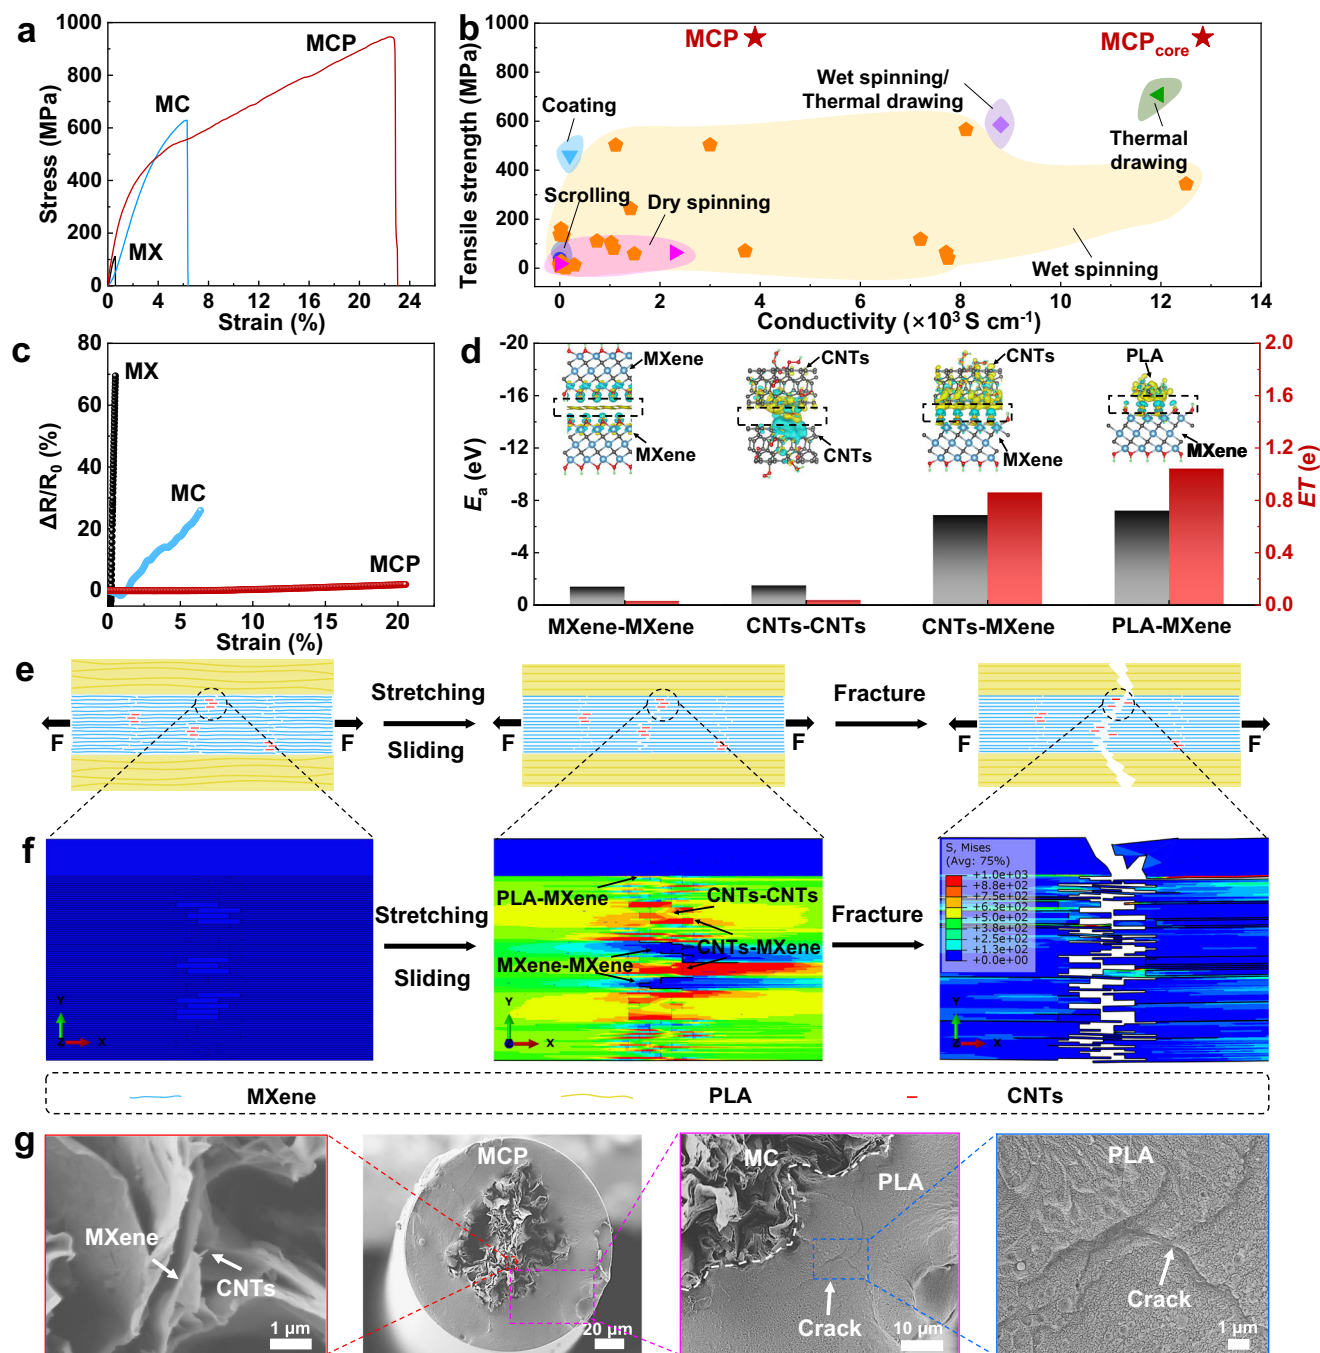 a
Stress (MPa)
1000
800
600
400
200
0
MCP
MC
MX
0 4 8 12 16 20 24
Strain (%)
b
Tensile strength (MPa)
1000
800
600
400
200
0
MCP
MCPcore
Wet spinning/
Thermal drawing
Coating
Thermal
drawing
Scrolling
Dry spinning
Wet spinning
0 2 4 6 8 10 12 14
Conductivity (×10³ S cm⁻¹)
c
ΔR/R₀ (%)
80
60
40
20
0
MX
MC
MCP
0 5 10 15 20
Strain (%)
d
Eₐ (eV)
-20
-16
-12
-8
-4
0
MXene
MXene
CNTs
CNTs
CNTs
MXene
PLA
MXene
2.0
1.6
1.2
0.8
0.4
0.0
ET (e)
MXene-MXene CNTs-CNTs CNTs-MXene PLA-MXene
e
F F
Stretching
Sliding
F F
Fracture
F F
f
Y
Z X
Stretching
Sliding
PLA-MXene
CNTs-CNTs
CNTs-MXene
MXene-MXene
Y
X
Fracture
S, Mises
(Avg: 75%)
+1.0e+03
+8.8e+02
+7.5e+02
+6.3e+02
+5.0e+02
+3.8e+02
+2.5e+02
+1.3e+02
+0.0e+00
Y
Z X
MXene PLA CNTs
g
MXene
CNTs
1 μm
MCP
20 μm
MC
PLA
Crack
10 μm
PLA
Crack
1 μm